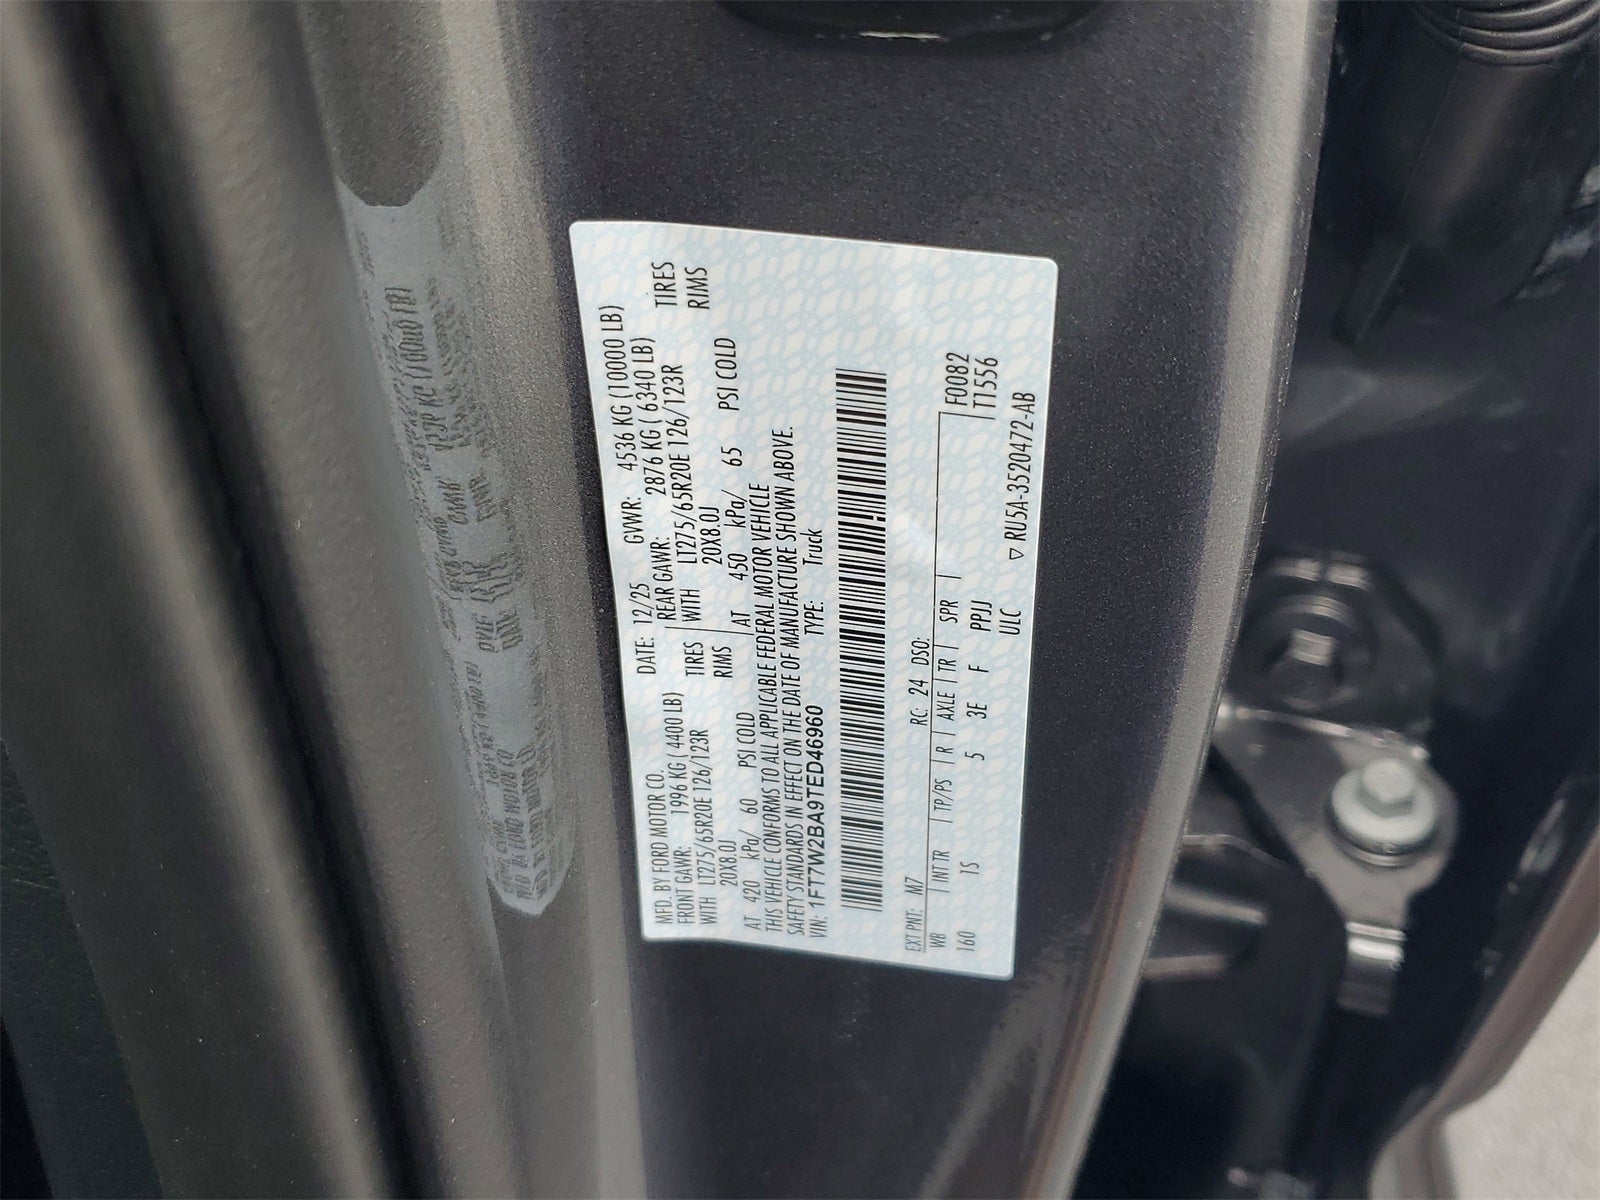 MFD. BY FORD MOTOR CO.
DATE: 12/25 GVWR: 4536 KG (10000 LB)
FRONT GAWR: 1996 KG ( 4400 LB) REAR GAWR: 2876 KG ( 6340 LB)
WITH LT275/65R20E 126/123R TIRES WITH LT275/65R20E 126/123R TIRES
20X8.0J RIMS 20X8.0J RIMS
AT 420 kPa/ 60 PSI COLD AT 450 kPa/ 65 PSI COLD
THIS VEHICLE CONFORMS TO ALL APPLICABLE FEDERAL MOTOR VEHICLE
SAFETY STANDARDS IN EFFECT ON THE DATE OF MANUFACTURE SHOWN ABOVE.
VIN: 1FT7W2BA9TED46960 TYPE: Truck
EXT PNT: M7 RC: 24 DSO: F0082
WB | INT TR | TP/PS | R | AXLE | TR | SPR | T1556
160 1S 5 3E F PPJJ
ULC ▽ RU5A-3520472-AB